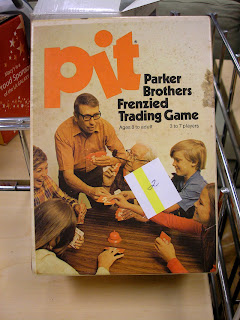 pit
Parker
Brothers
Frenzied
Trading Game
Ages 8 to adult 3 to 7 players